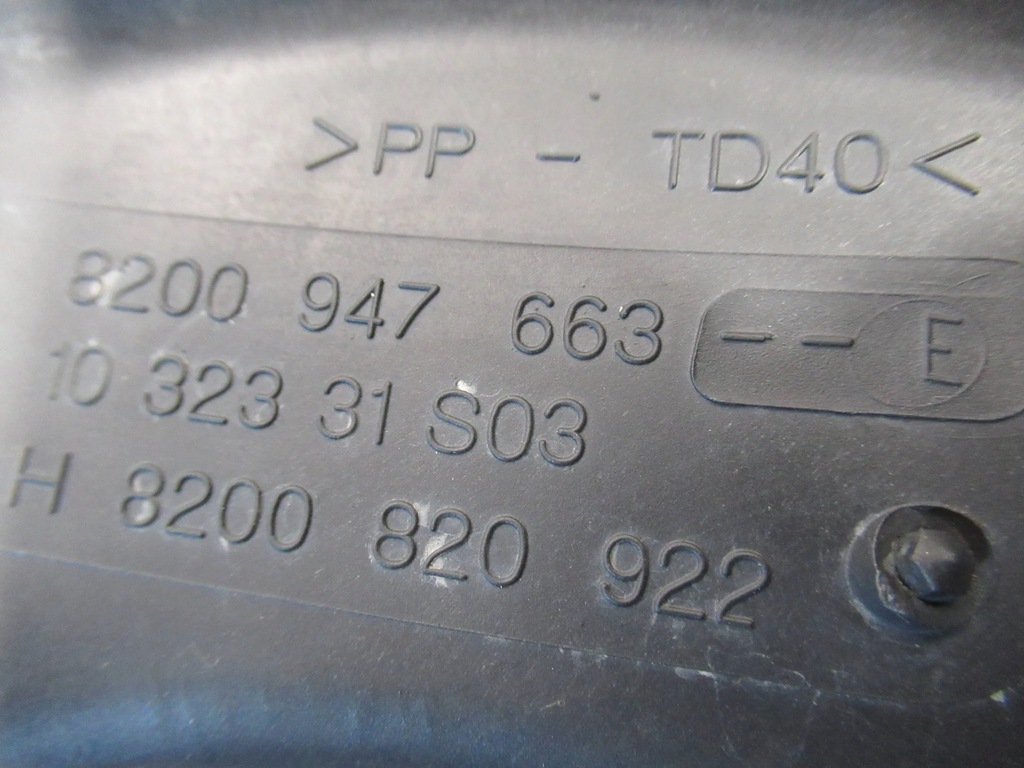 >PP - TD40<
8200 947 663 -- E
10 323 31 S03
H 8200 820 922